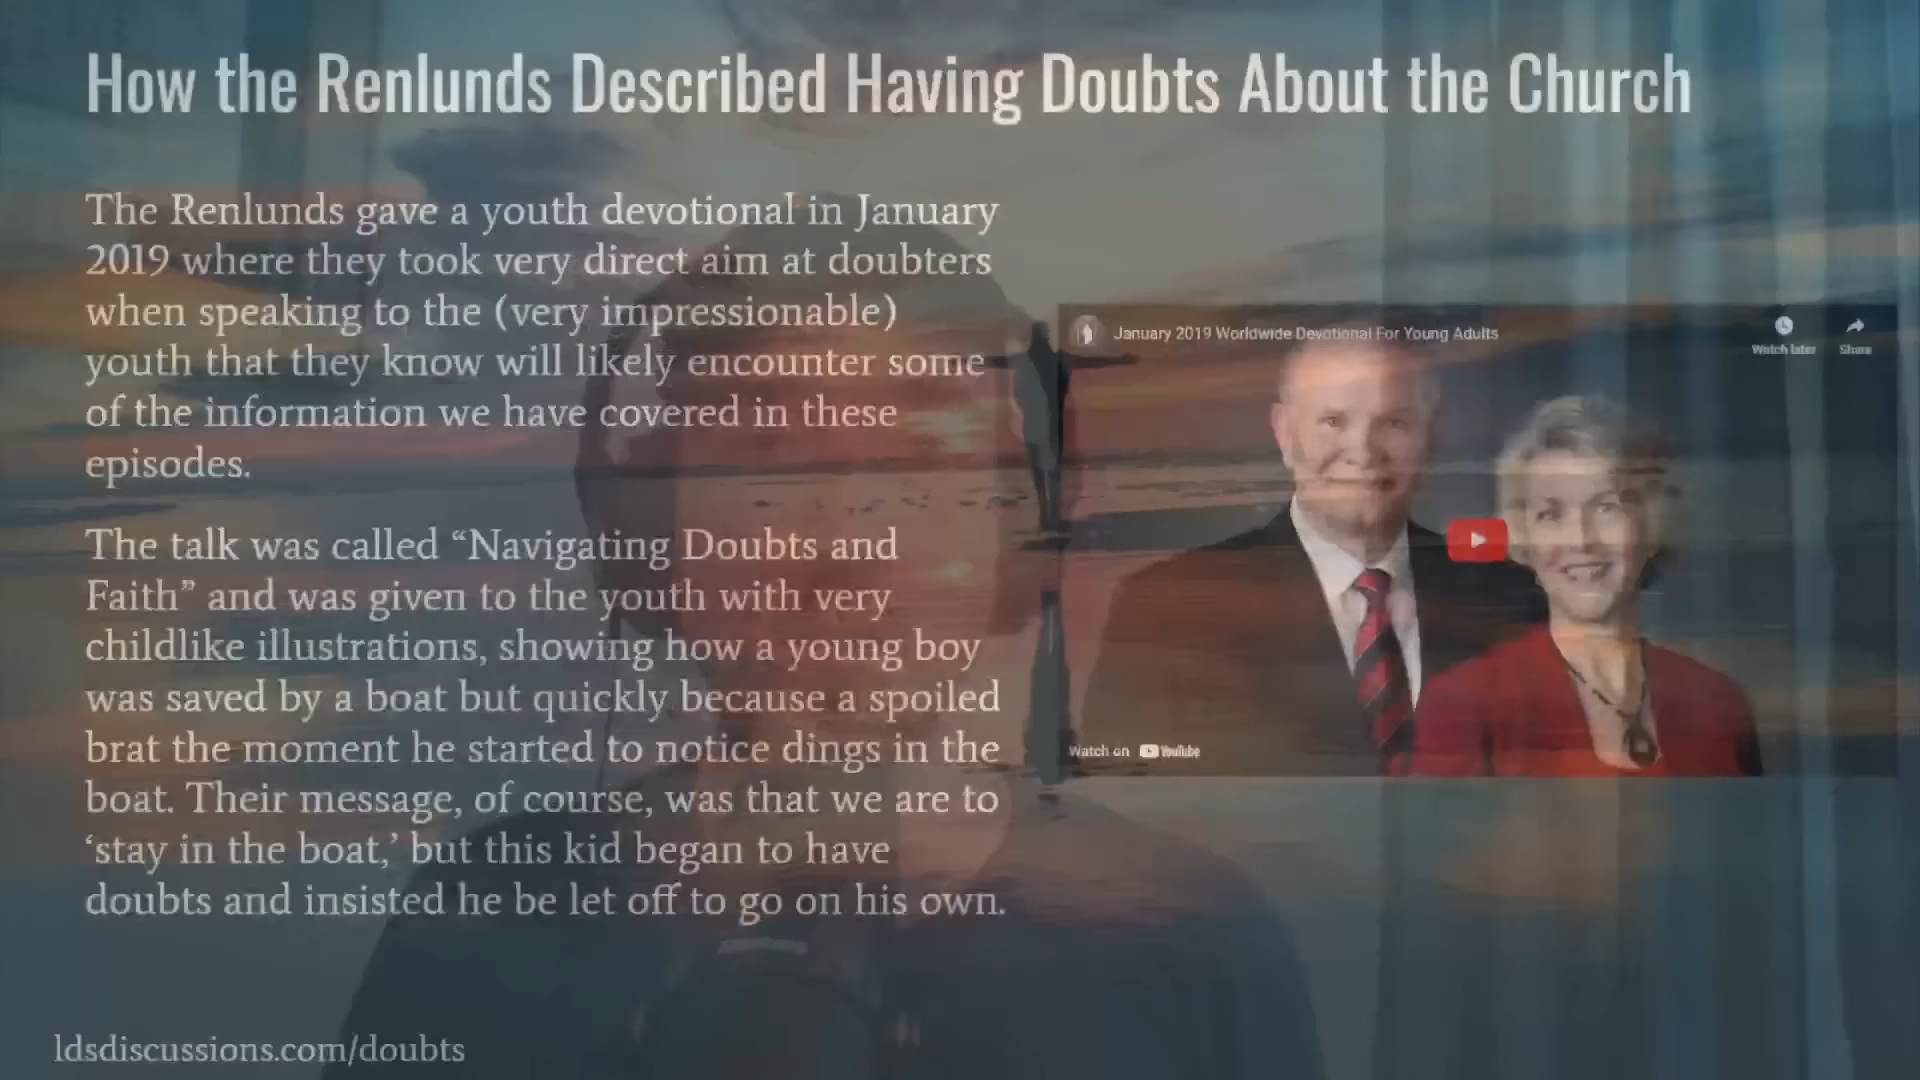 How the Renlunds Described Having Doubts About the Church
The Renlunds gave a youth devotional in January
2019 where they took very direct aim at doubters
when speaking to the (very impressionable)
youth that they know will likely encounter some
of the information we have covered in these
episodes.
January 2019 Worldwide Devotional For Young Adults
Watch later
Share
The talk was called “Navigating Doubts and
Faith” and was given to the youth with very
childlike illustrations, showing how a young boy
was saved by a boat but quickly because a spoiled
brat the moment he started to notice dings in the
boat. Their message, of course, was that we are to
‘stay in the boat,’ but this kid began to have
doubts and insisted he be let off to go on his own.
Watch on YouTube
ldsdiscussions.com/doubts